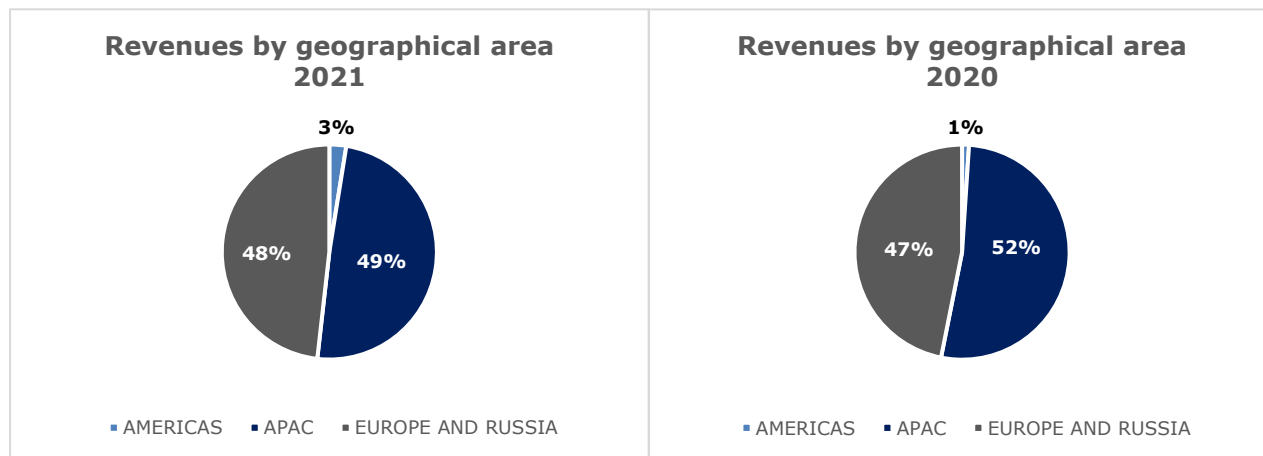 Revenues by geographical area
2021
3%
48%
49%
AMERICAS APAC EUROPE AND RUSSIA
Revenues by geographical area
2020
1%
47%
52%
AMERICAS APAC EUROPE AND RUSSIA